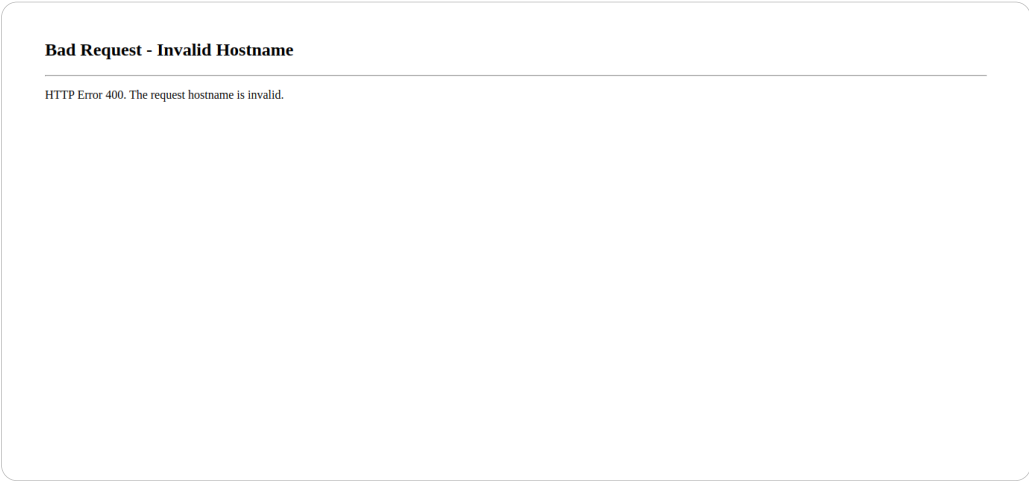 Bad Request - Invalid Hostname
HTTP Error 400. The request hostname is invalid.